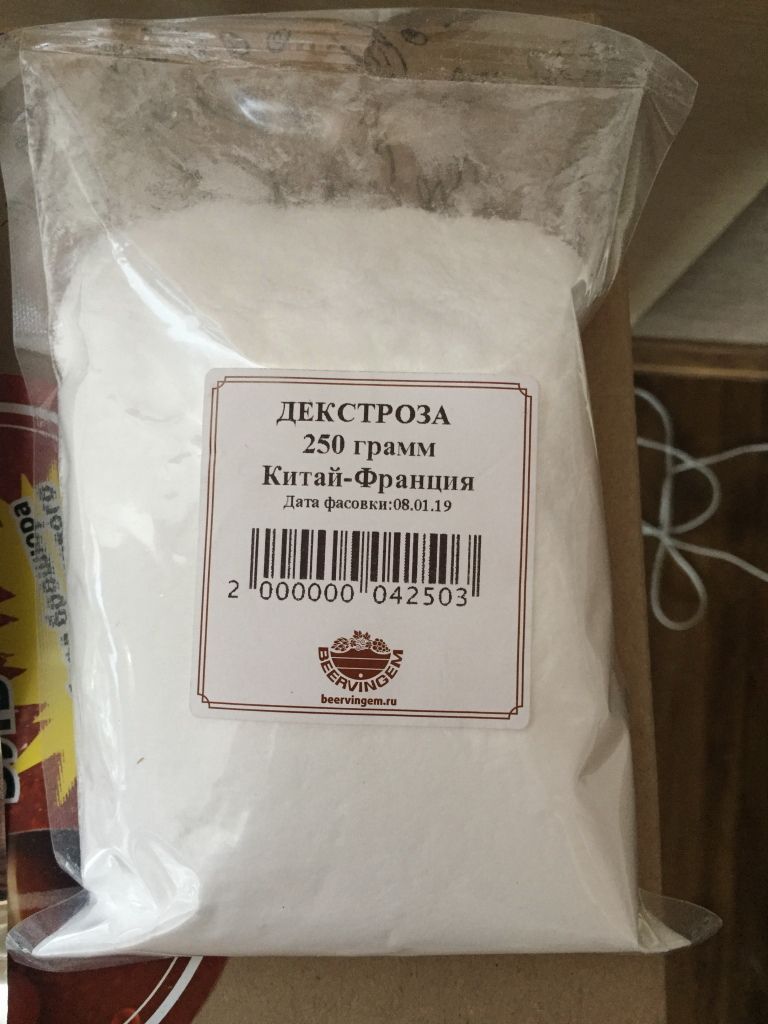 ДЕКСТРОЗА
250 грамм
Китай-Франция
Дата фасовки:08.01.19
2 000000 042503
BEERVINGEM
beervingem.ru